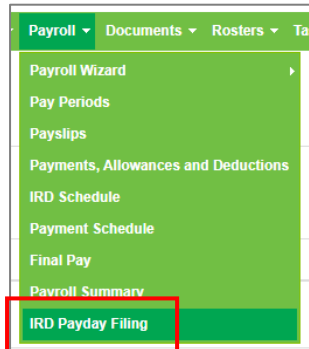 Payroll Documents Rosters Ta
Payroll Wizard
Pay Periods
Payslips
Payments, Allowances and Deductions
IRD Schedule
Payment Schedule
Final Pay
Payroll Summary
IRD Payday Filing